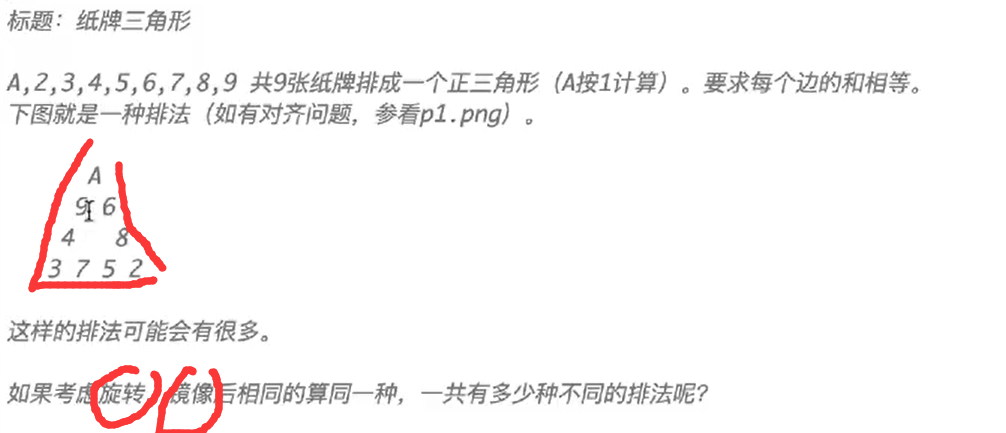 标题：纸牌三角形
A,2,3,4,5,6,7,8,9 共9张纸牌排成一个正三角形（A按1计算）。要求每个边的和相等。
下图就是一种排法（如有对齐问题，参看p1.png）。
A
9 6
4 8
3 7 5 2
这样的排法可能会有很多。
如果考虑旋转、镜像后相同的算同一种，一共有多少种不同的排法呢?